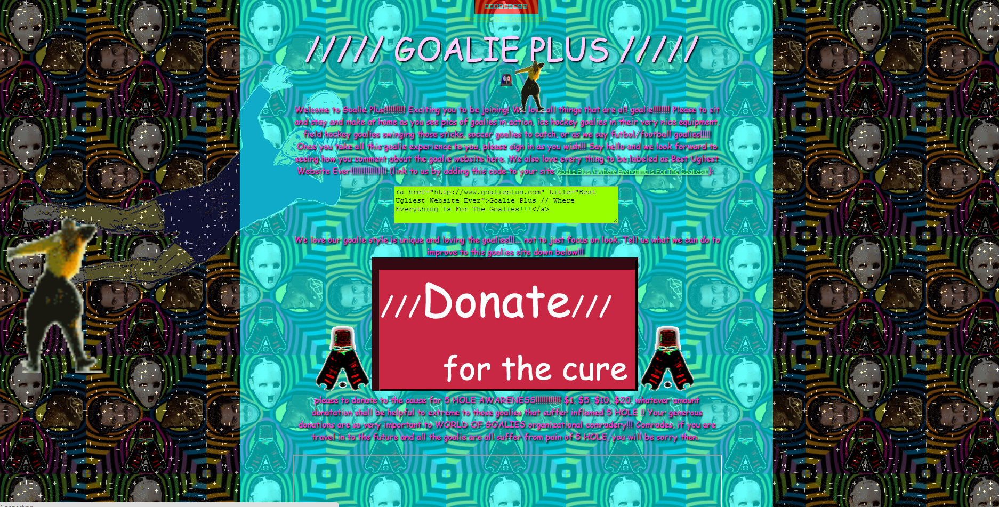 000009092
///// GOALIE PLUS /////
Welcome to Goalie Plus!!!!!!!!!! Exciting you to be joining! We love all things that are all goalie!!!!!!!! Please to sit
and stay and make at home as you see pics of goalies in action, ice hockey goalies in their very nice equipment,
field hockey goalies swinging those sticks, soccer goalies to catch, or as we say futbol/football goalies!!!!!
Once you take all this goalie experience to you, please sign in as you wish!!! Say hello and we look forward to
seeing how you comment about the goalie website here. We also love every thing to be labeled as Best Ugliest
Website Ever!!!!!!!!!!!!!!!!! (link to us by adding this code to your site Goalie Plus // Where Everything Is For The Goalies!!!):
<a href="http://www.goalieplus.com" title="Best
Ugliest Website Ever">Goalie Plus // Where
Everything Is For The Goalies!!!</a>
We love our goalie style is unique and loving the goalies!!!.... not to just focus on look. Tell us what we can do to
improve to this goalies site down below!!!
///Donate///
for the cure
please to donate to the cause for 5 HOLE AWARENESS!!!!!!!!!!!! $1, $5, $10, $20, whatever amount
donatation shall be helpful to extreme to those goalies that suffer inflamed 5 HOLE !! Your generous
donations are so very important to WORLD OF GOALIES organizational comradery!!! Comrades, if you are
travel in to the future and all the goalie are all suffer from pain of 5 HOLE, you will be sorry then.